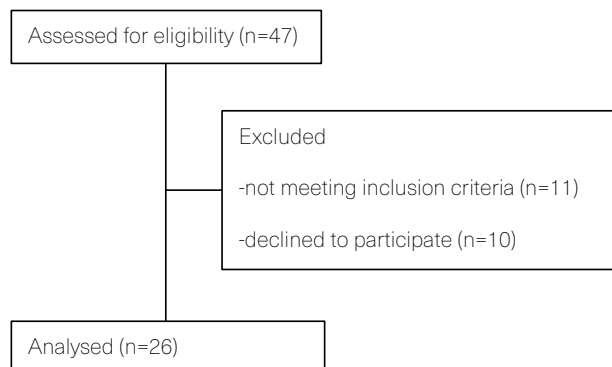 Assessed for eligibility (n=47)
Excluded
-not meeting inclusion criteria (n=11)
-declined to participate (n=10)
Analysed (n=26)